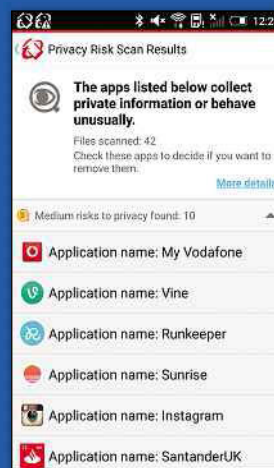 12:2
Privacy Risk Scan Results
The apps listed below collect
private information or behave
unusually.
Files scanned: 42
Check these apps to decide if you want to
remove them.
More details
Medium risks to privacy found: 10
Application name: My Vodafone
Application name: Vine
Application name: Runkeeper
Application name: Sunrise
Application name: Instagram
Application name: SantanderUK